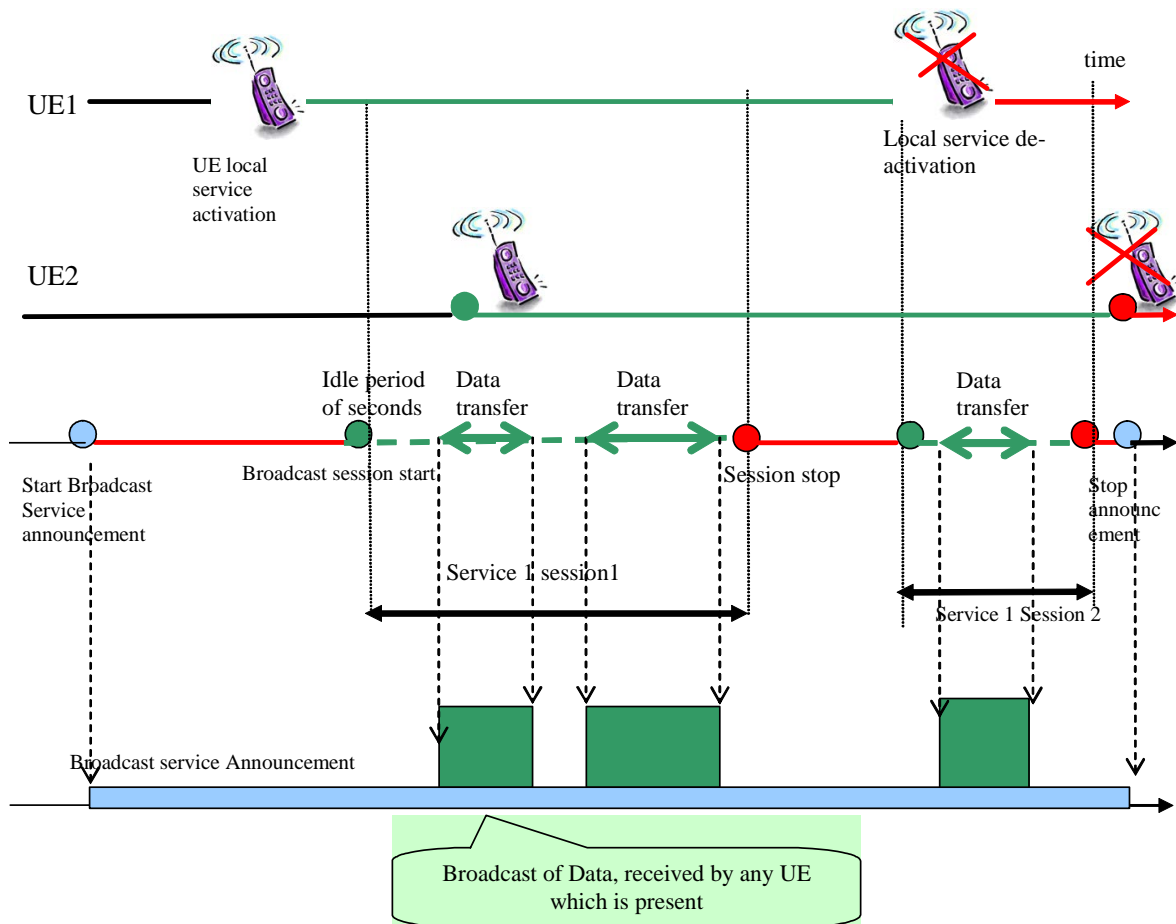 time
UE1
UE local
service
activation
Local service de-
activation
UE2
Idle period
of seconds
Data
transfer
Data
transfer
Data
transfer
Broadcast session start
Session stop
Start Broadcast
Service
announcement
Stop
announc
ement
Service 1 session1
Service 1 Session 2
Broadcast service Announcement
Broadcast of Data, received by any UE
which is present